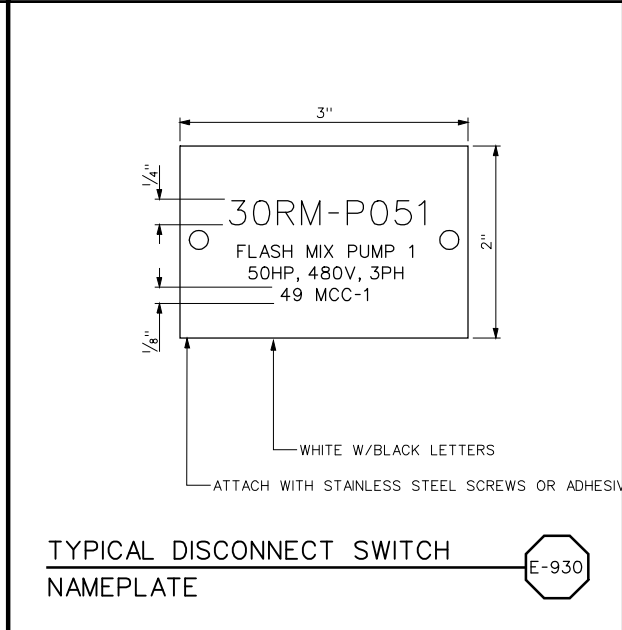 3"
1/4"
30RM-P051
FLASH MIX PUMP 1
50HP, 480V, 3PH
49 MCC-1
2"
1/8"
WHITE W/BLACK LETTERS
ATTACH WITH STAINLESS STEEL SCREWS OR ADHESIV
TYPICAL DISCONNECT SWITCH
NAMEPLATE
E-930